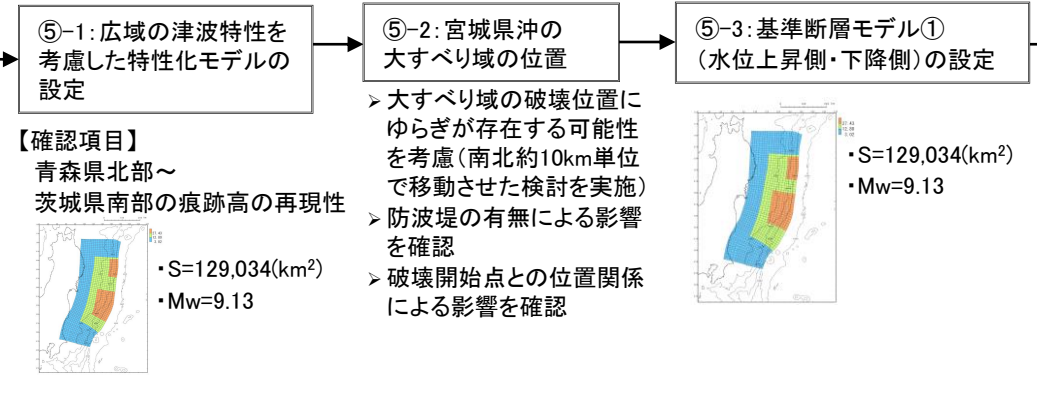 ⑤-1：広域の津波特性を
考慮した特性化モデルの
設定
【確認項目】
青森県北部～
茨城県南部の痕跡高の再現性
・S=129,034(km²)
・Mw=9.13
⑤-2：宮城県沖の
大すべり域の位置
➢大すべり域の破壊位置に
ゆらぎが存在する可能性
を考慮（南北約10km単位
で移動させた検討を実施）
➢防波堤の有無による影響
を確認
➢破壊開始点との位置関係
による影響を確認
⑤-3：基準断層モデル①
（水位上昇側・下降側）の設定
・S=129,034(km²)
・Mw=9.13